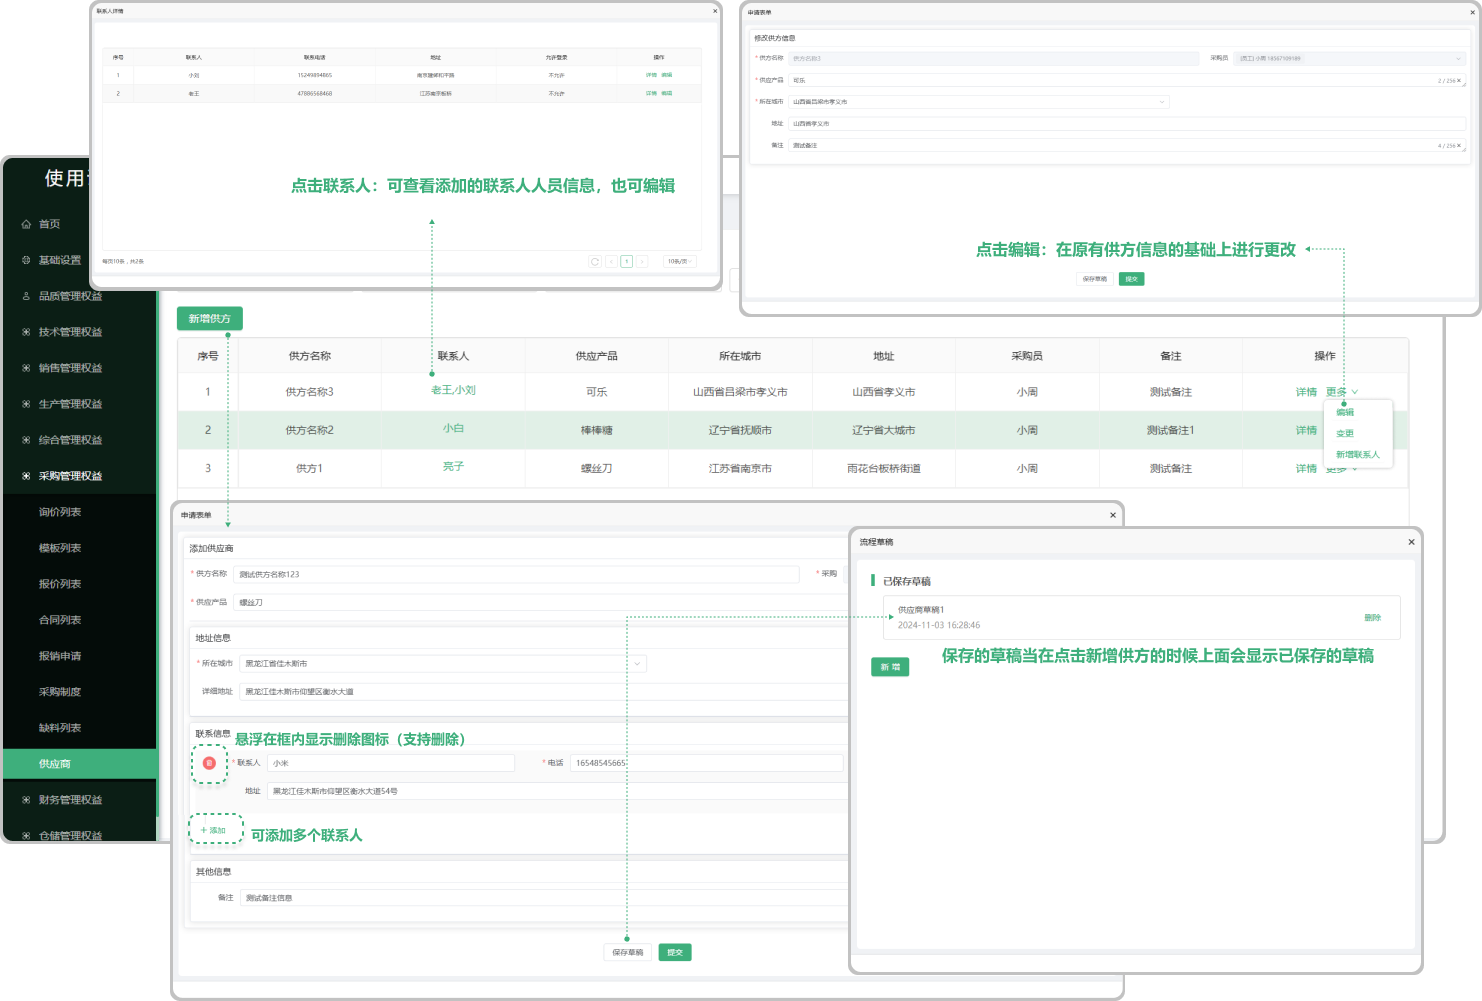 联系人详情
×
序号 联系人 联系电话 地址 允许登录 操作
1 小刘 15249894865 南京建邺和平路 不允许 详情 编辑
2 老王 47886568468 江苏南京板桥 不允许 详情 编辑
点击联系人：可查看添加的联系人人员信息，也可编辑
每页10条，共2条
1
10条/页
申请表单
×
修改供方信息
* 供方名称 供方名称3
采购员 [员工] 小周 18367109189
* 供应产品 可乐
2 / 256
* 所在城市 山西省吕梁市孝义市
地址 山西省孝义市
备注 测试备注
4 / 256
点击编辑：在原有供方信息的基础上进行更改
保存草稿 提交
使用
首页
基础设置
品质管理权益
技术管理权益
销售管理权益
生产管理权益
综合管理权益
采购管理权益
询价列表
模板列表
报价列表
合同列表
报销申请
采购制度
缺料列表
供应商
财务管理权益
仓储管理权益
新增供方
序号 供方名称 联系人 供应产品 所在城市 地址 采购员 备注 操作
1 供方名称3 老王,小刘 可乐 山西省吕梁市孝义市 山西省孝义市 小周 测试备注 详情 更多
2 供方名称2 小白 棒棒糖 辽宁省抚顺市 辽宁省大城市 小周 测试备注1 详情
3 供方1 亮子 螺丝刀 江苏省南京市 雨花台板桥街道 小周 测试备注 详情 更多
编辑
变更
新增联系人
申请表单
×
添加供应商
* 供方名称 测试供方名称123
* 采购
* 供应产品 螺丝刀
地址信息
* 所在城市 黑龙江省佳木斯市
详细地址 黑龙江佳木斯市仰望区衡水大道
联系信息
悬浮在框内显示删除图标（支持删除）
* 联系人 小米
* 电话 16548545665
地址 黑龙江佳木斯市仰望区衡水大道54号
+ 添加
可添加多个联系人
其他信息
备注 测试备注信息
保存草稿 提交
流程草稿
×
已保存草稿
供应商草稿1
2024-11-03 16:28:46
删除
保存的草稿当在点击新增供方的时候上面会显示已保存的草稿
新 增